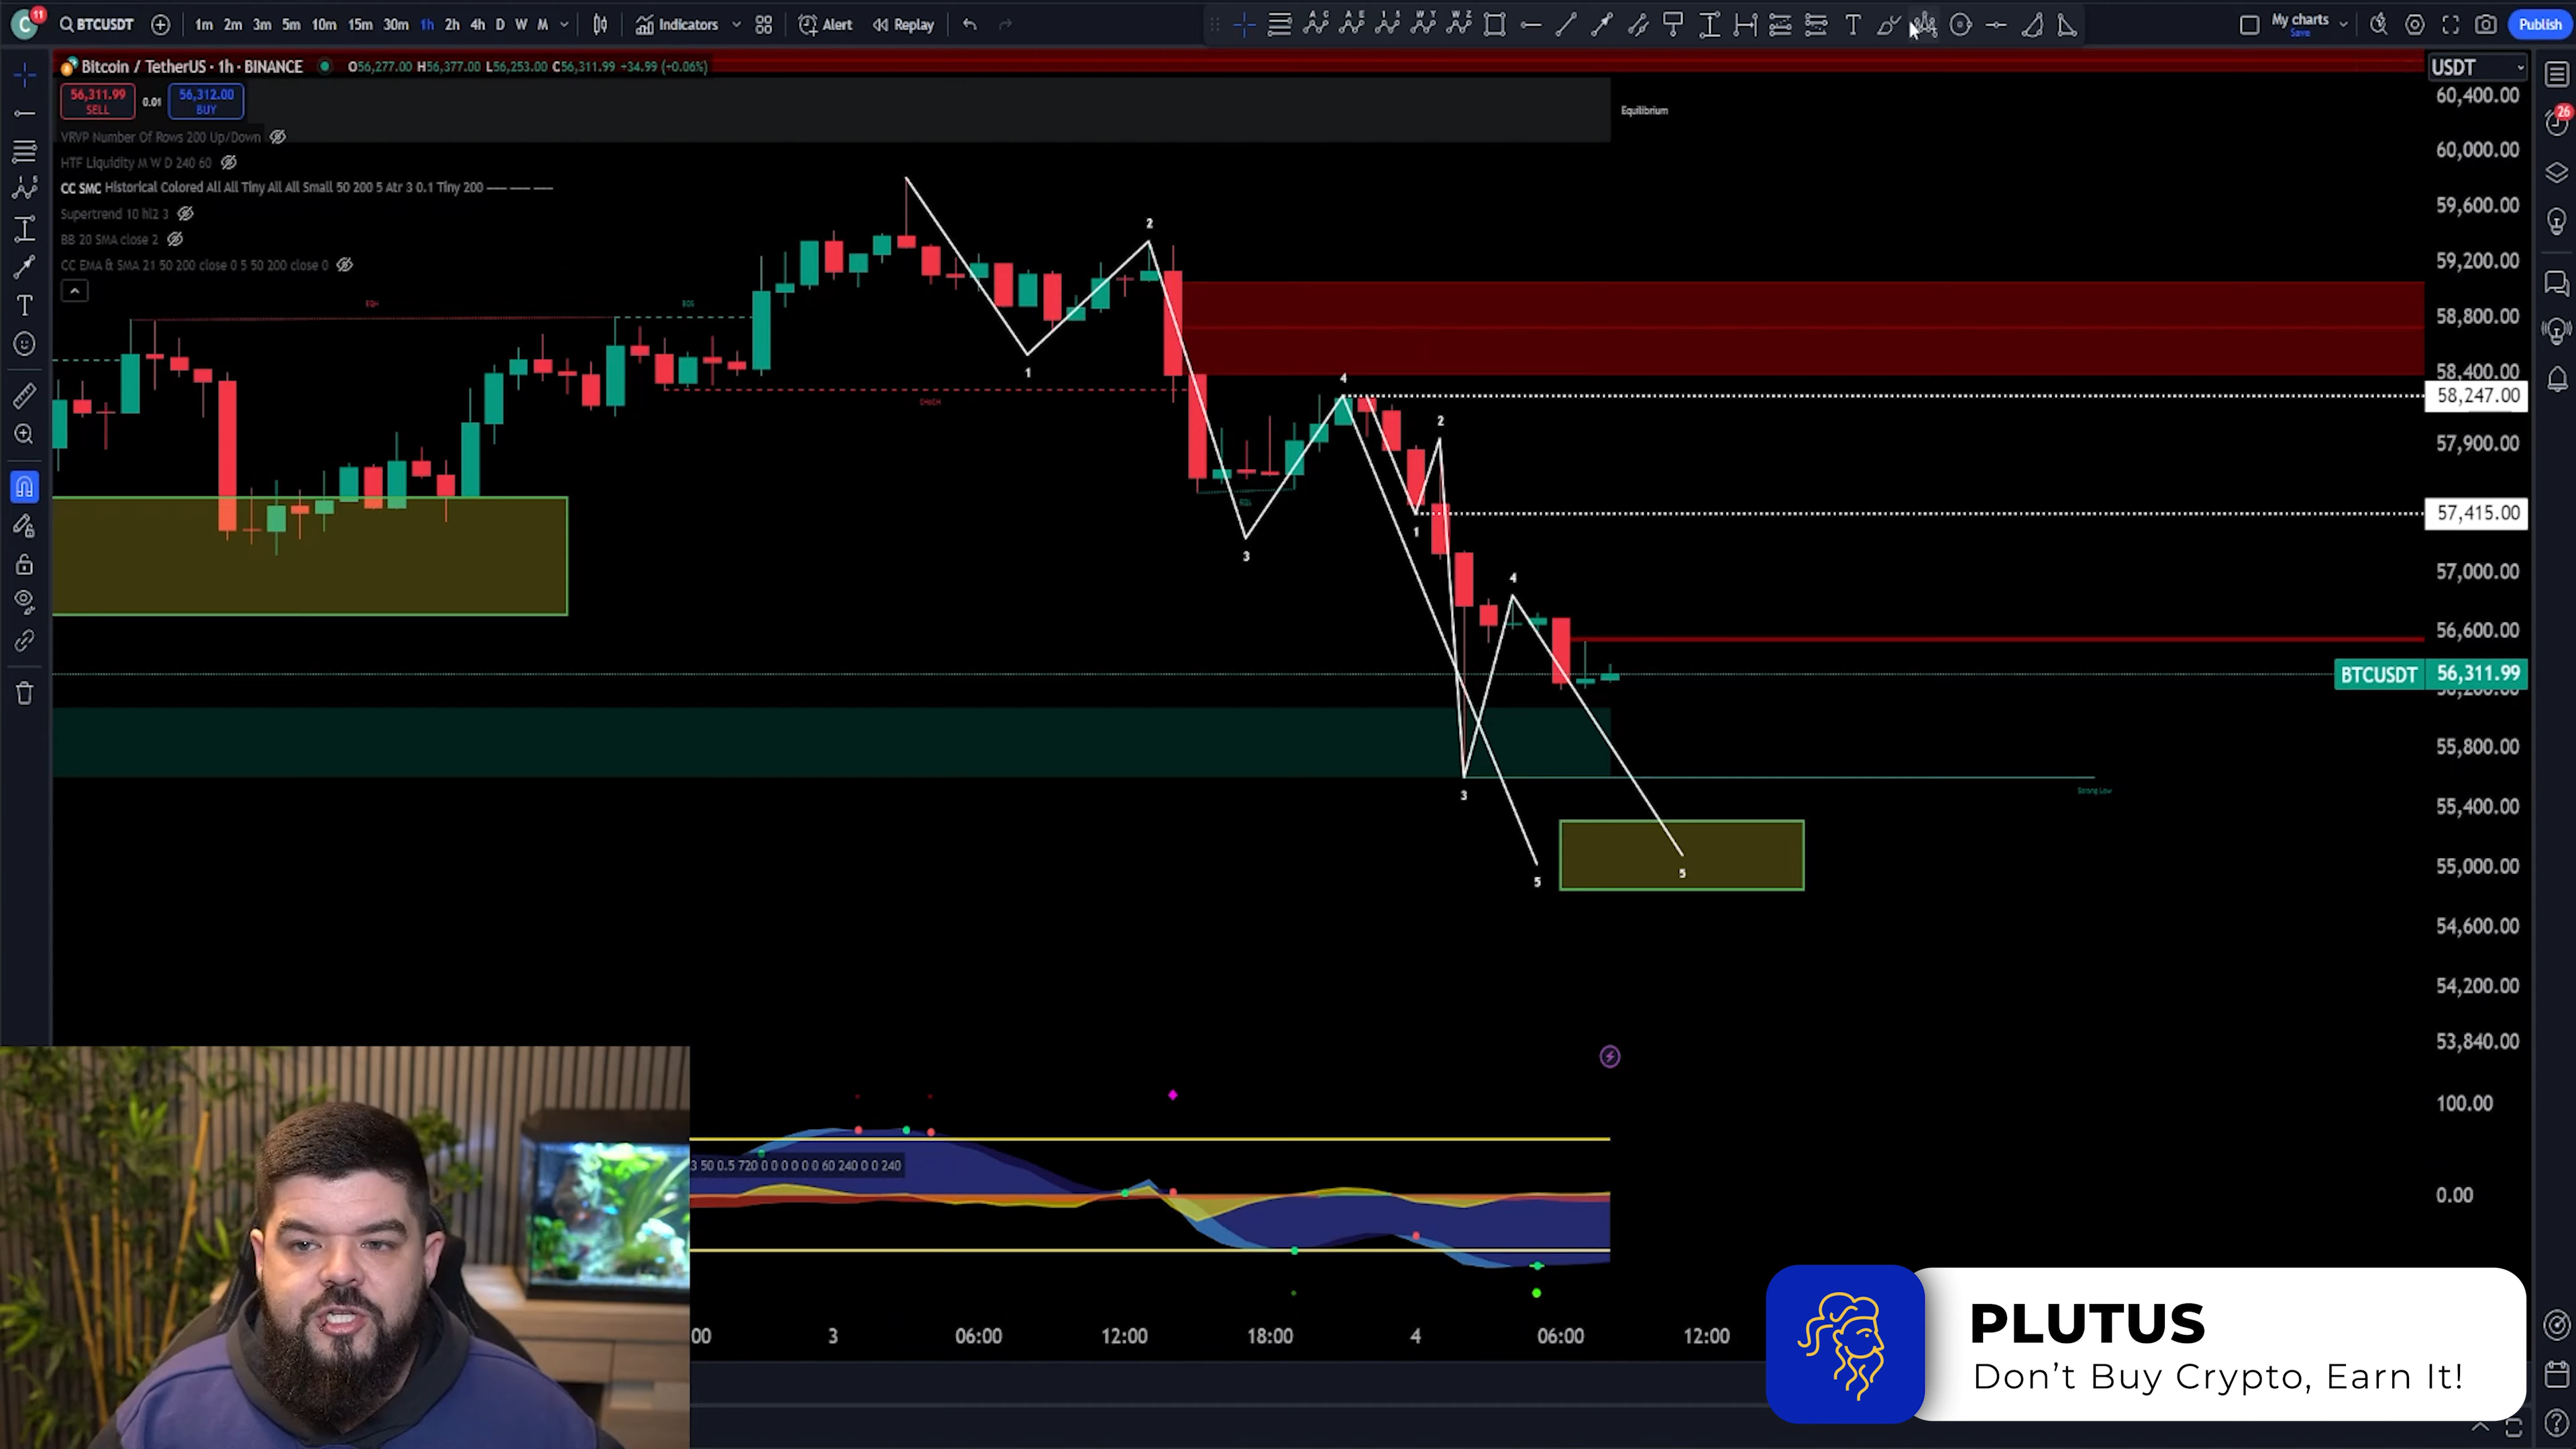 C 11 BTCUSDT 1m 2m 3m 5m 10m 15m 30m 1h 2h 4h D W M Indicators Alert Replay
My charts
Save
Publish
Bitcoin / TetherUS · 1h · BINANCE O56,277.00 H56,377.00 L56,253.00 C56,311.99 +34.99 (+0.06%)
USDT
56,311.99
SELL
0.01
56,312.00
BUY
VRVP Number Of Rows 200 Up/Down
HTF Liquidity M W D 240 60
CC SMC Historical Colored All All Tiny All All Small 50 200 5 Atr 3 0.1 Tiny 200
Supertrend 10 hl2 3
BB 20 SMA close 2
CC EMA & SMA 21 50 200 close 0 5 50 200 close 0
Equilibrium
26
EQH
BOS
CHoCH
EQL
1
2
3
4
1
2
3
4
5
5
Strong Low
60,400.00
60,000.00
59,600.00
59,200.00
58,800.00
58,400.00
58,247.00
57,900.00
57,415.00
57,000.00
56,600.00
BTCUSDT 56,311.99
55,800.00
55,400.00
55,000.00
54,600.00
54,200.00
53,840.00
100.00
0.00
3 50 0.5 720 0 0 0 0 0 0 60 240 0 0 240
00 3 06:00 12:00 18:00 4 06:00 12:00
PLUTUS
Don't Buy Crypto, Earn It!